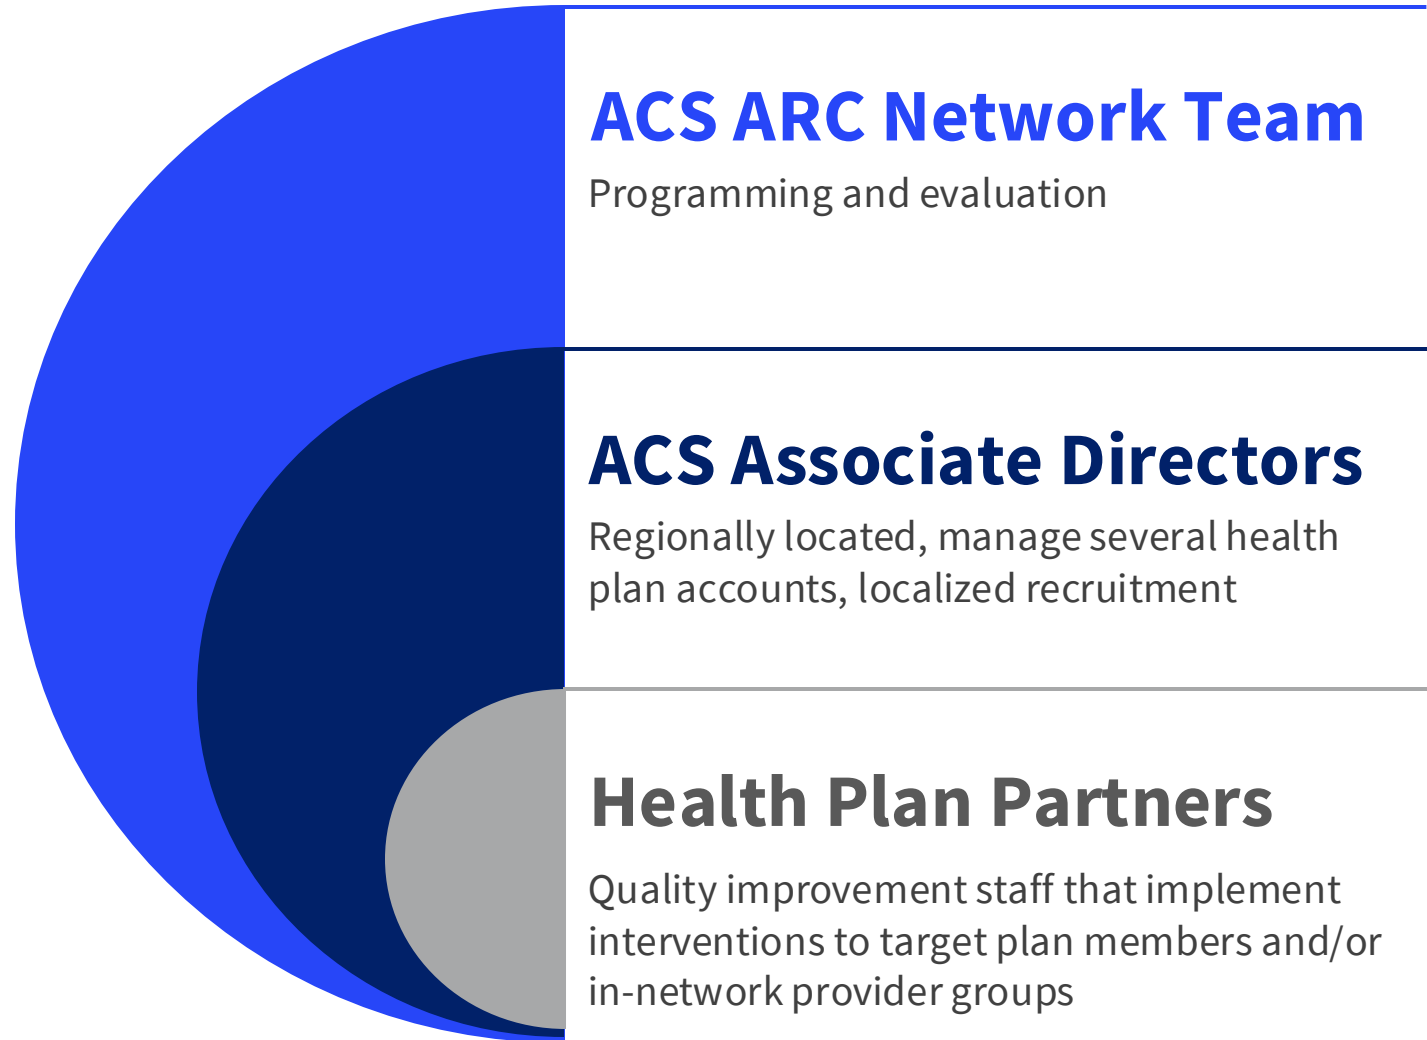 ACS ARC Network Team
Programming and evaluation
ACS Associate Directors
Regionally located, manage several health
plan accounts, localized recruitment
Health Plan Partners
Quality improvement staff that implement
interventions to target plan members and/or
in-network provider groups